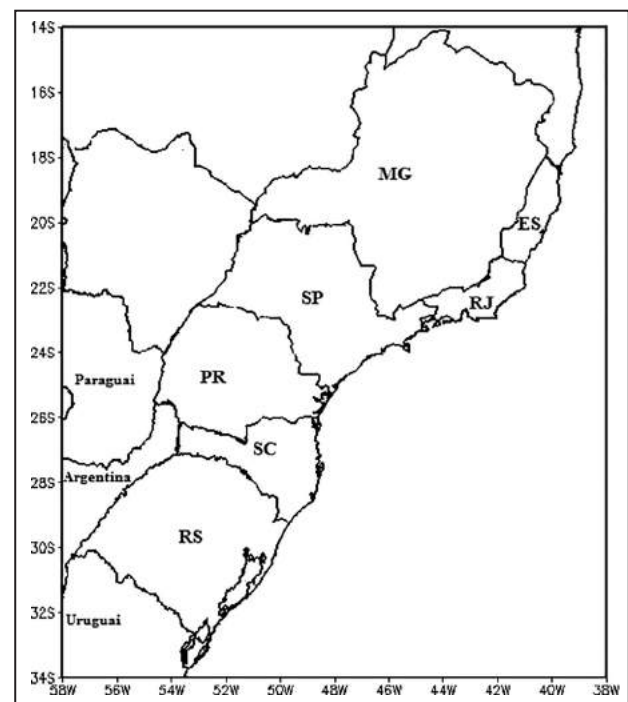 14S
16S
18S
MG
20S
ES
22S
SP
RJ
24S
Paraguai
PR
26S
SC
Argentina
28S
RS
30S
32S
Uruguai
34S
58W 56W 54W 52W 50W 48W 46W 44W 42W 40W 38W